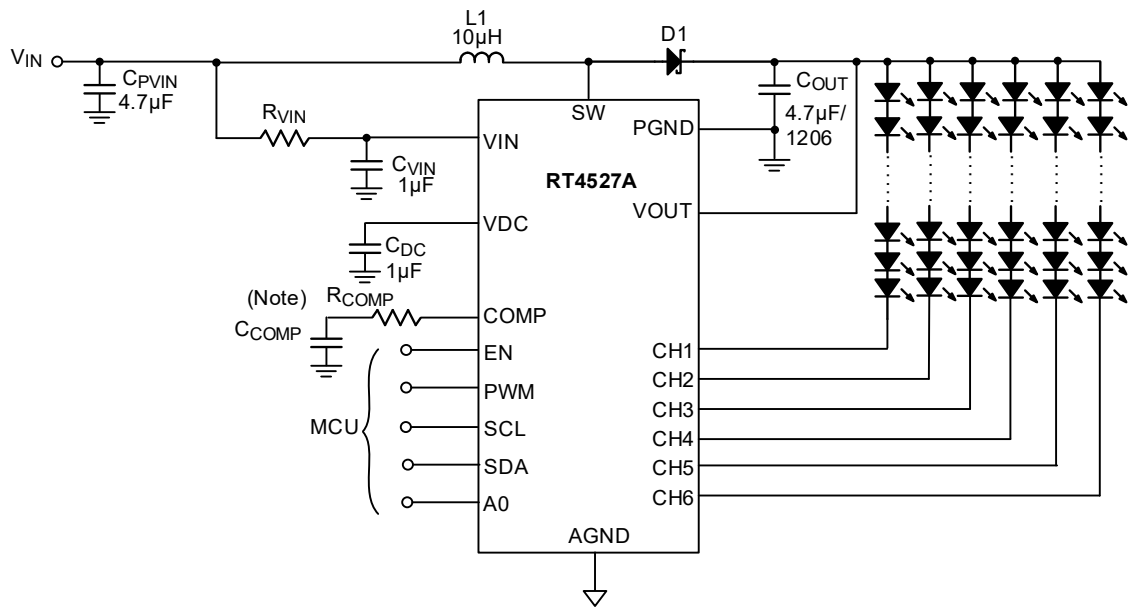 L1
10µH
D1
VIN
CPVIN
4.7µF
COUT
4.7µF/
1206
SW
RVIN
VIN
PGND
CVIN
1µF
RT4527A
VDC
VOUT
CDC
1µF
(Note)
RCOMP
CCOMP
COMP
EN
PWM
MCU
SCL
SDA
A0
CH1
CH2
CH3
CH4
CH5
CH6
AGND